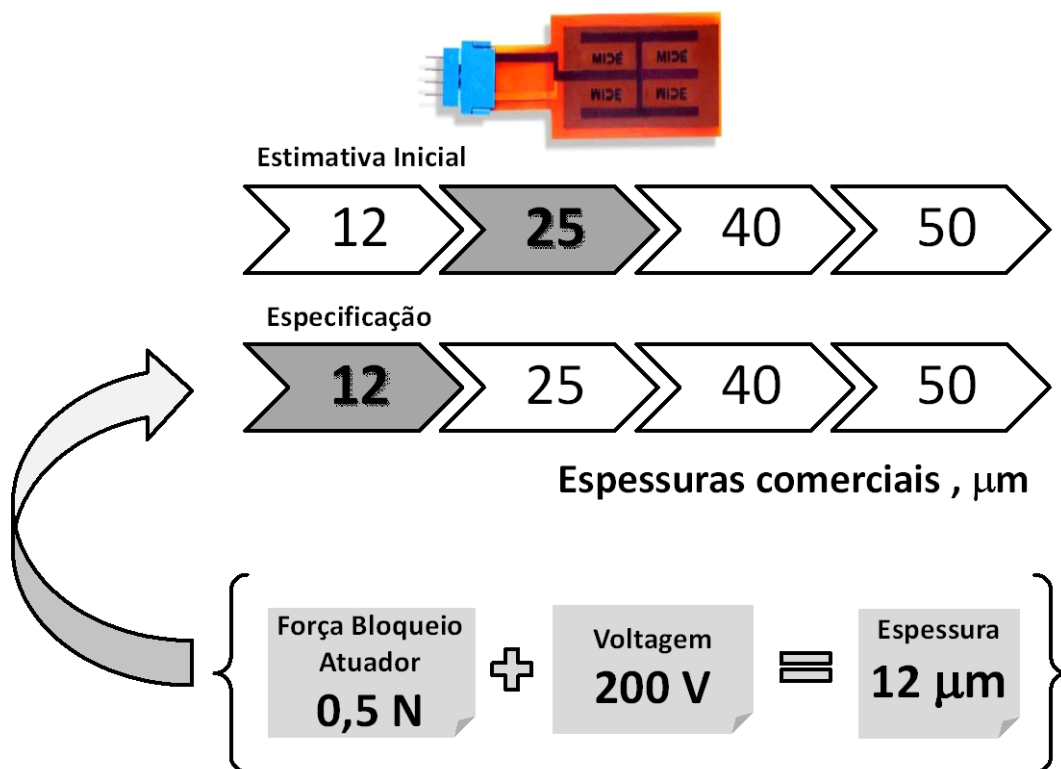 MIDE MIDE
MIDE MIDE
Estimativa Inicial
12 25 40 50
Especificação
12 25 40 50
Espessuras comerciais , μm
Força Bloqueio
Atuador
0,5 N
+
Voltagem
200 V
=
Espessura
12 μm